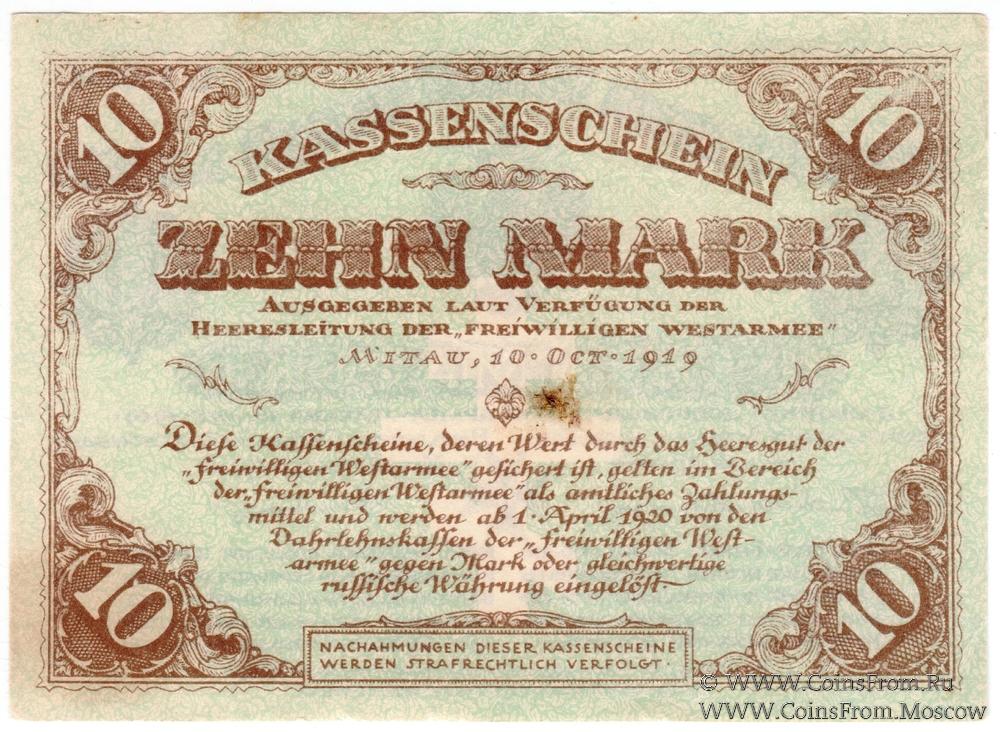 10 10
KASSENSCHEIN
ZEHN MARK
AUSGEGEBEN LAUT VERFÜGUNG DER
HEERESLEITUNG DER „FREIWILLIGEN WESTARMEE“
MITAU, 10. OCT. 1919
Diese Kassenscheine, deren Wert durch das Heeresgut der
„freiwilligen Westarmee“ gesichert ist, gelten im Bereich
der „freiwilligen Westarmee“ als amtliches Zahlungs-
mittel und werden ab 1. April 1920 von den
Dahrlehnskassen der „freiwilligen West-
armee“ gegen Mark oder gleichwertige
russische Währung eingelöst.
10 10
NACHAHMUNGEN DIESER KASSENSCHEINE
WERDEN STRAFRECHTLICH VERFOLGT.
© WWW.CoinsFrom.Ru
WWW.CoinsFrom.Moscow